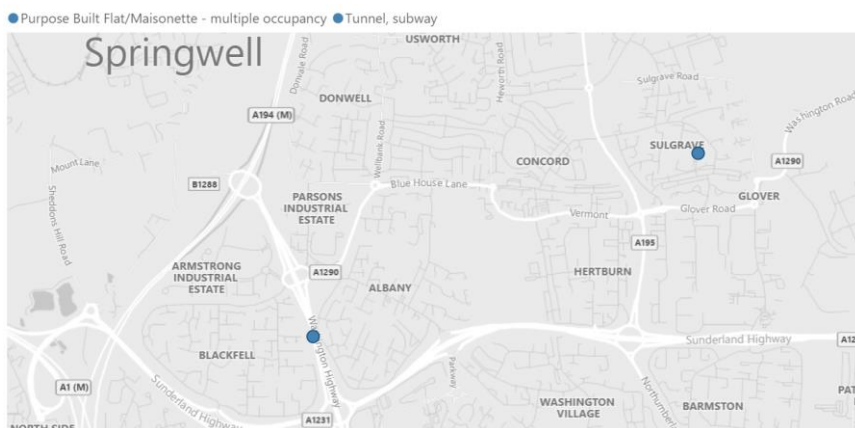 Purpose Built Flat/Maisonette - multiple occupancy Tunnel, subway
Springwell
USWORTH
Donvale Road
Heworth Road
DONWELL
Sulgrave Road
Washington Road
A194 (M)
Wellbank Road
SULGRAVE
Mount Lane
CONCORD
A1290
B1288
Blue House Lane
GLOVER
PARSONS
INDUSTRIAL
ESTATE
Vermont
Glover Road
Sheddons Hill Road
A195
ARMSTRONG
INDUSTRIAL
ESTATE
A1290
ALBANY
HERTBURN
Washington Highway
Sunderland Highway
BLACKFELL
Parkway
A1 (M)
Sunderland Highway
WASHINGTON
VILLAGE
BARMSTON
A1231
NORTH SIDE